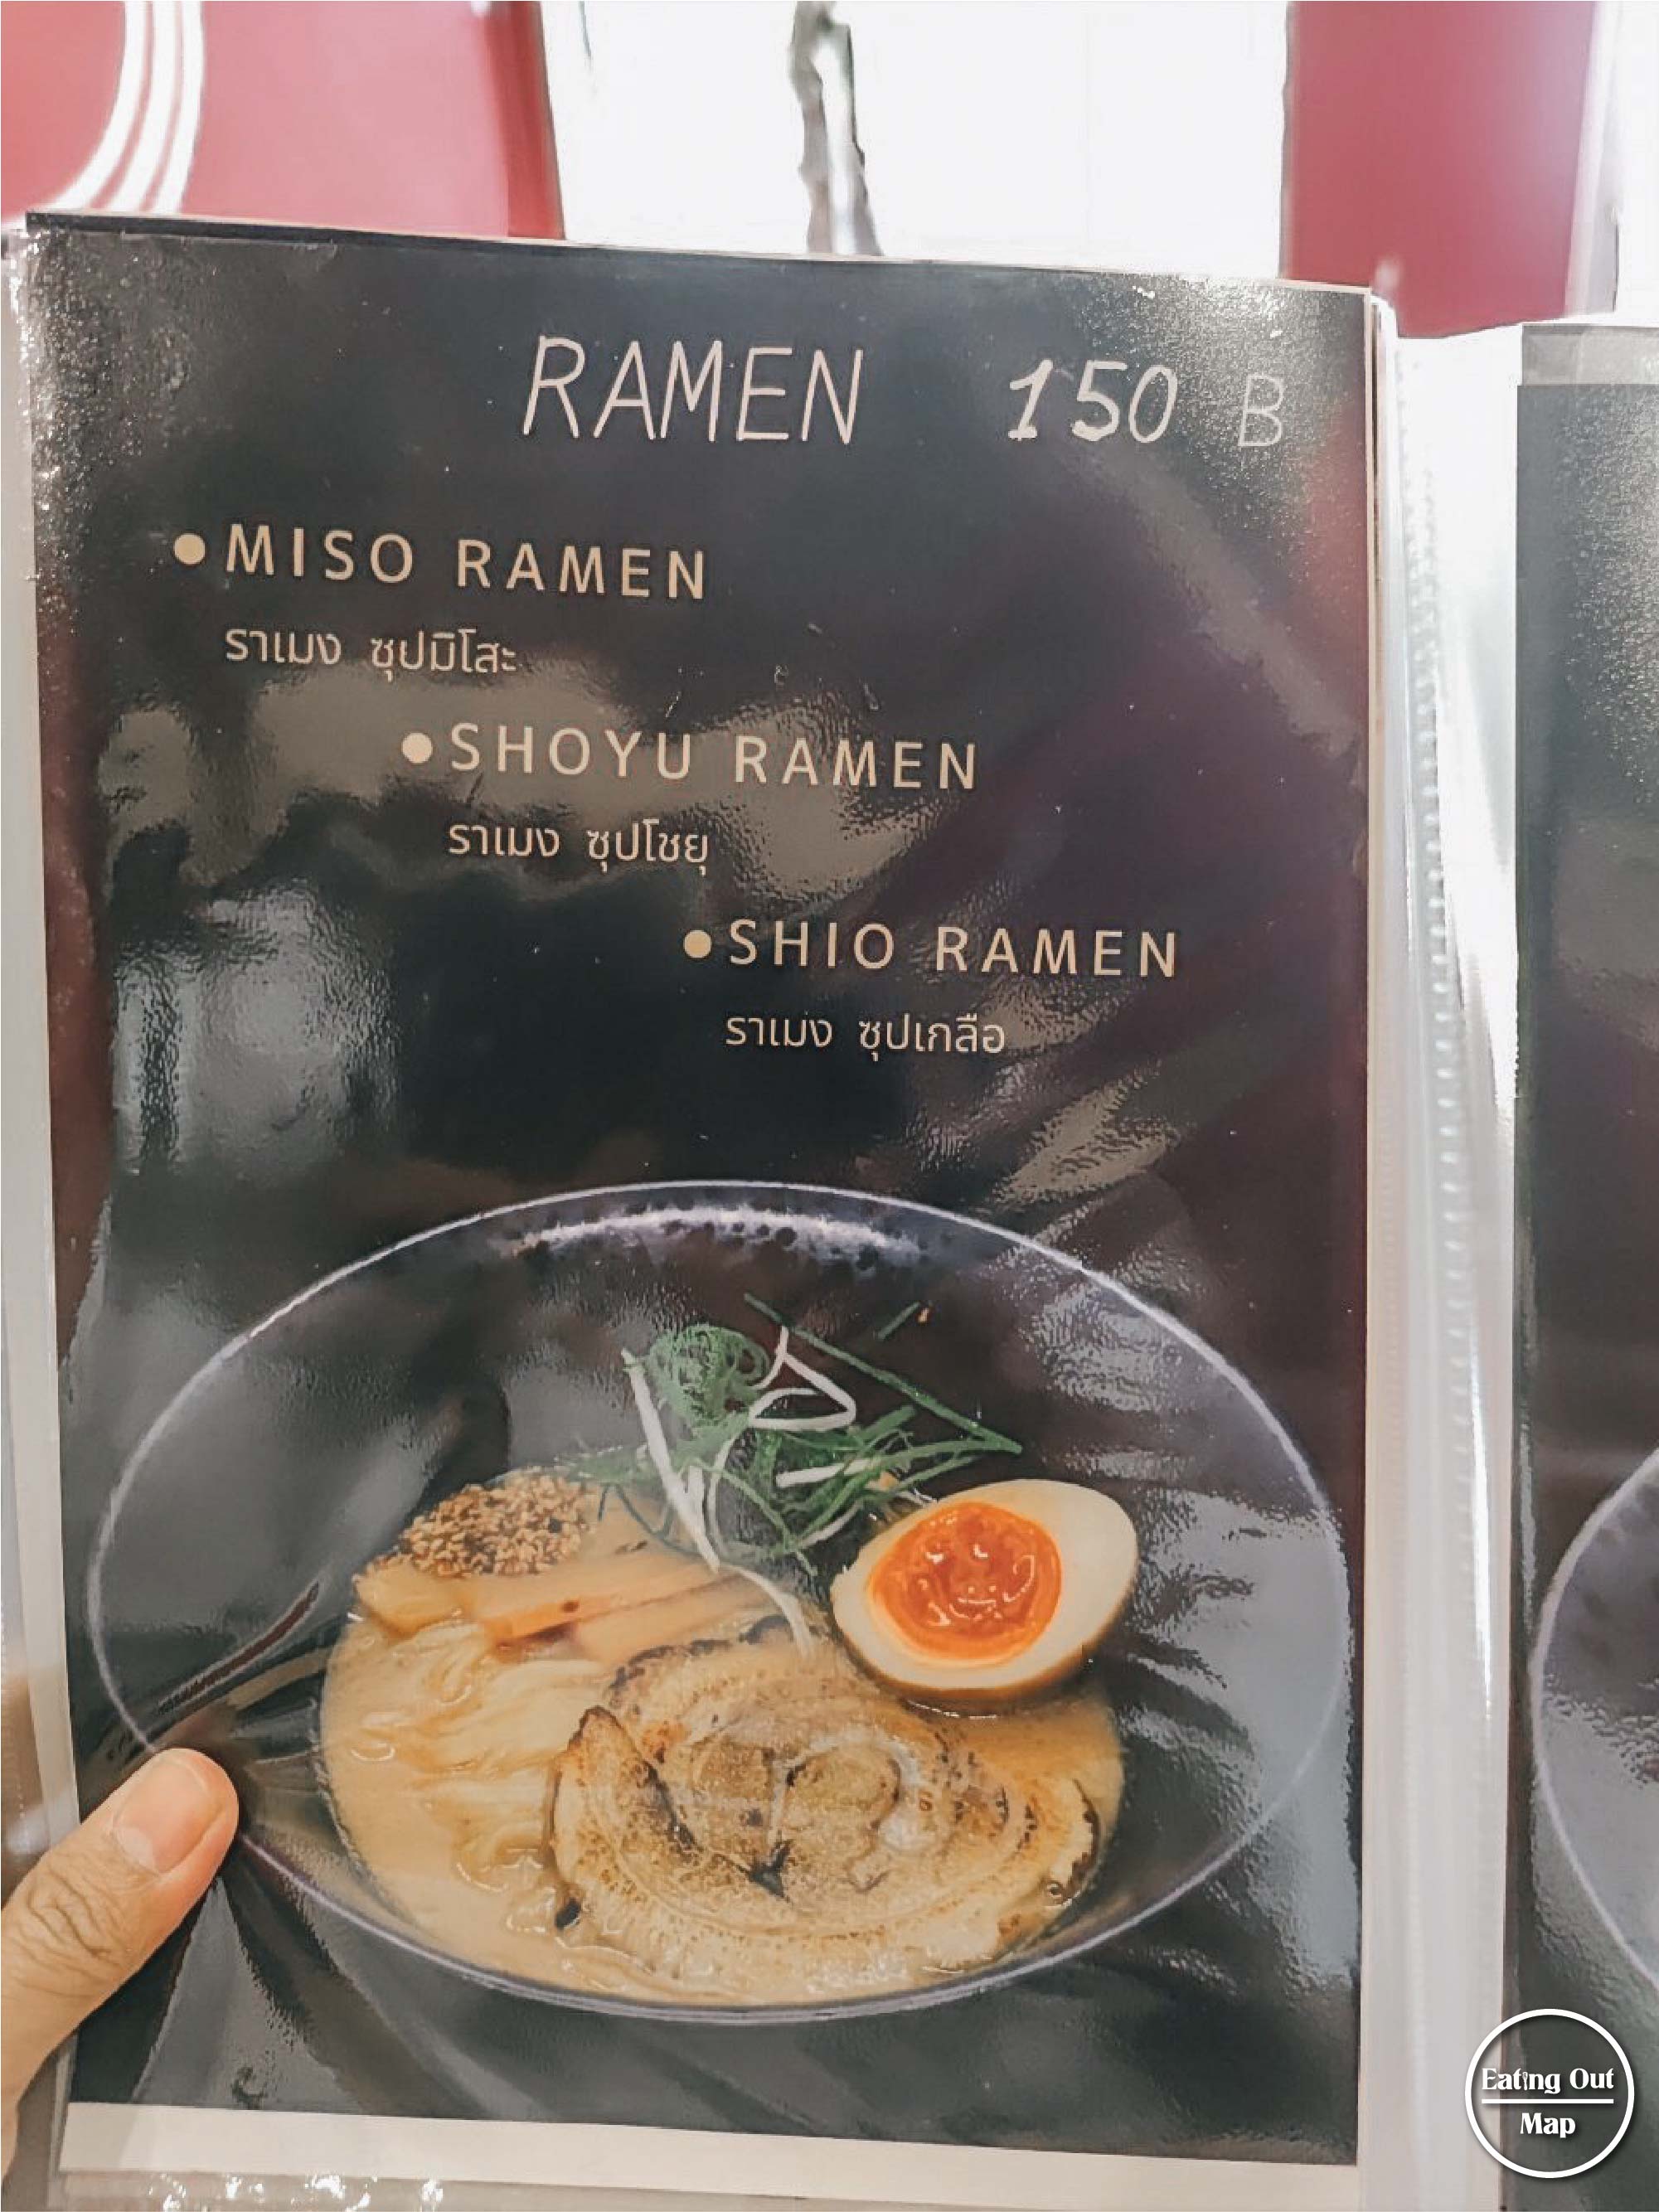 RAMEN 150 B
●MISO RAMEN
ราเมง ซุปมิโสะ
●SHOYU RAMEN
ราเมง ซุปโชยุ
●SHIO RAMEN
ราเมง ซุปเกลือ
Eating Out
Map